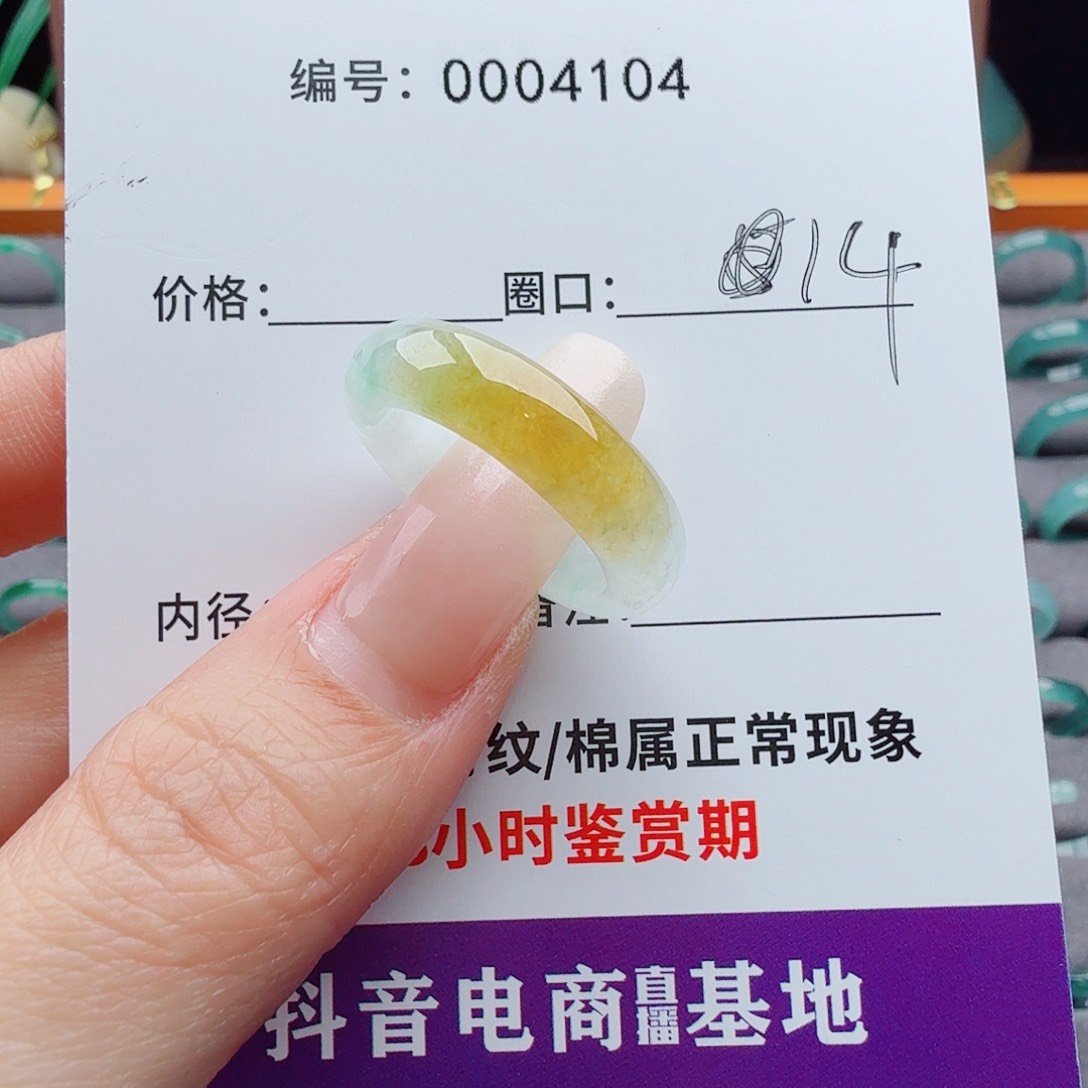 编号：0004104
价格：
圈口：14
内径
备注：
纹/棉属正常现象
小时鉴赏期
抖音电商直播基地